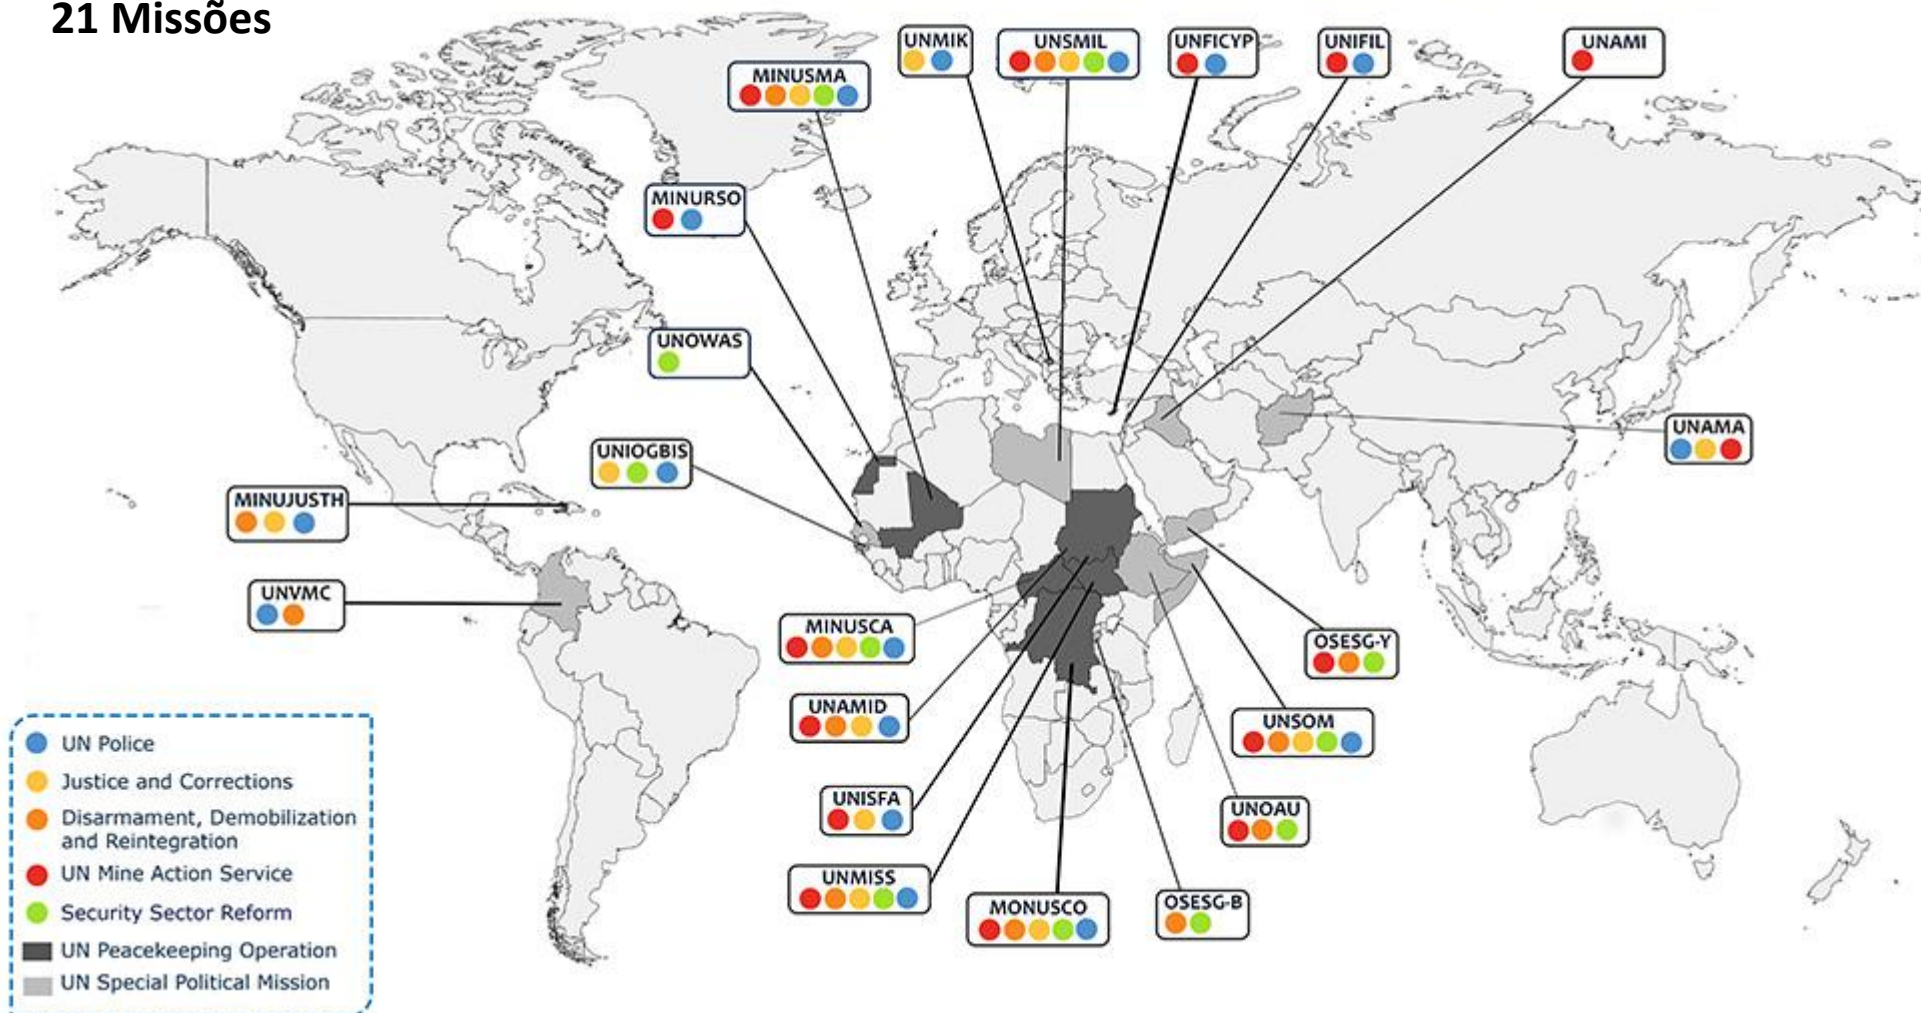 21 Missões
UNMIK
UNSMIL
UNFICYP
UNIFIL
UNAMI
MINUSMA
MINURSO
UNOWAS
UNAMA
UNIOGBIS
MINUJUSTH
UNVMC
MINUSCA
OSESG-Y
UNAMID
UNSOM
UNISFA
UNOAU
UNMISS
MONUSCO
OSESG-B
UN Police
Justice and Corrections
Disarmament, Demobilization
and Reintegration
UN Mine Action Service
Security Sector Reform
UN Peacekeeping Operation
UN Special Political Mission